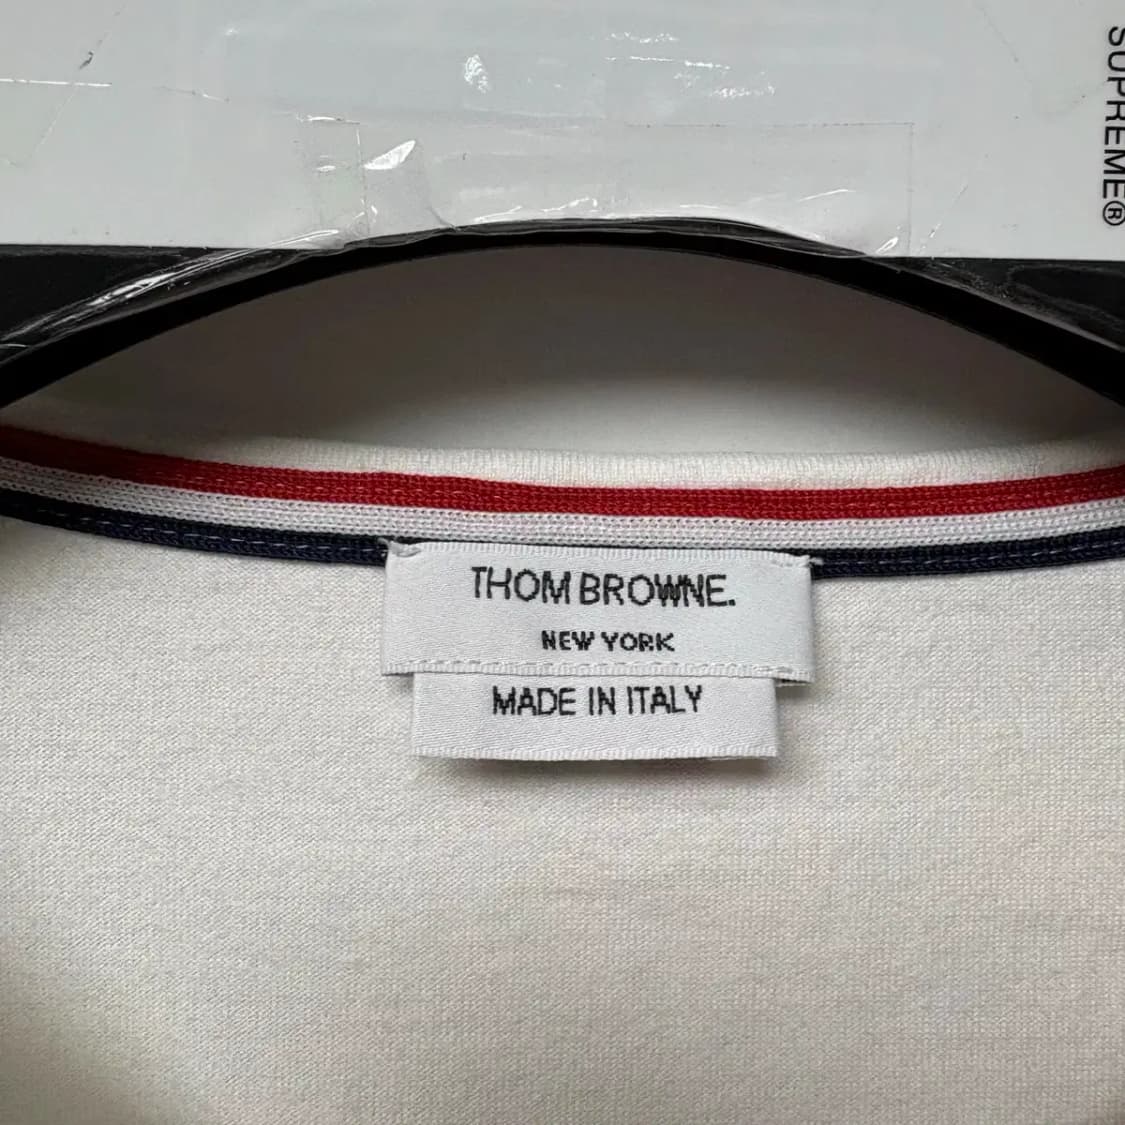 SUPREME®
THOM BROWNE.
NEW YORK
MADE IN ITALY